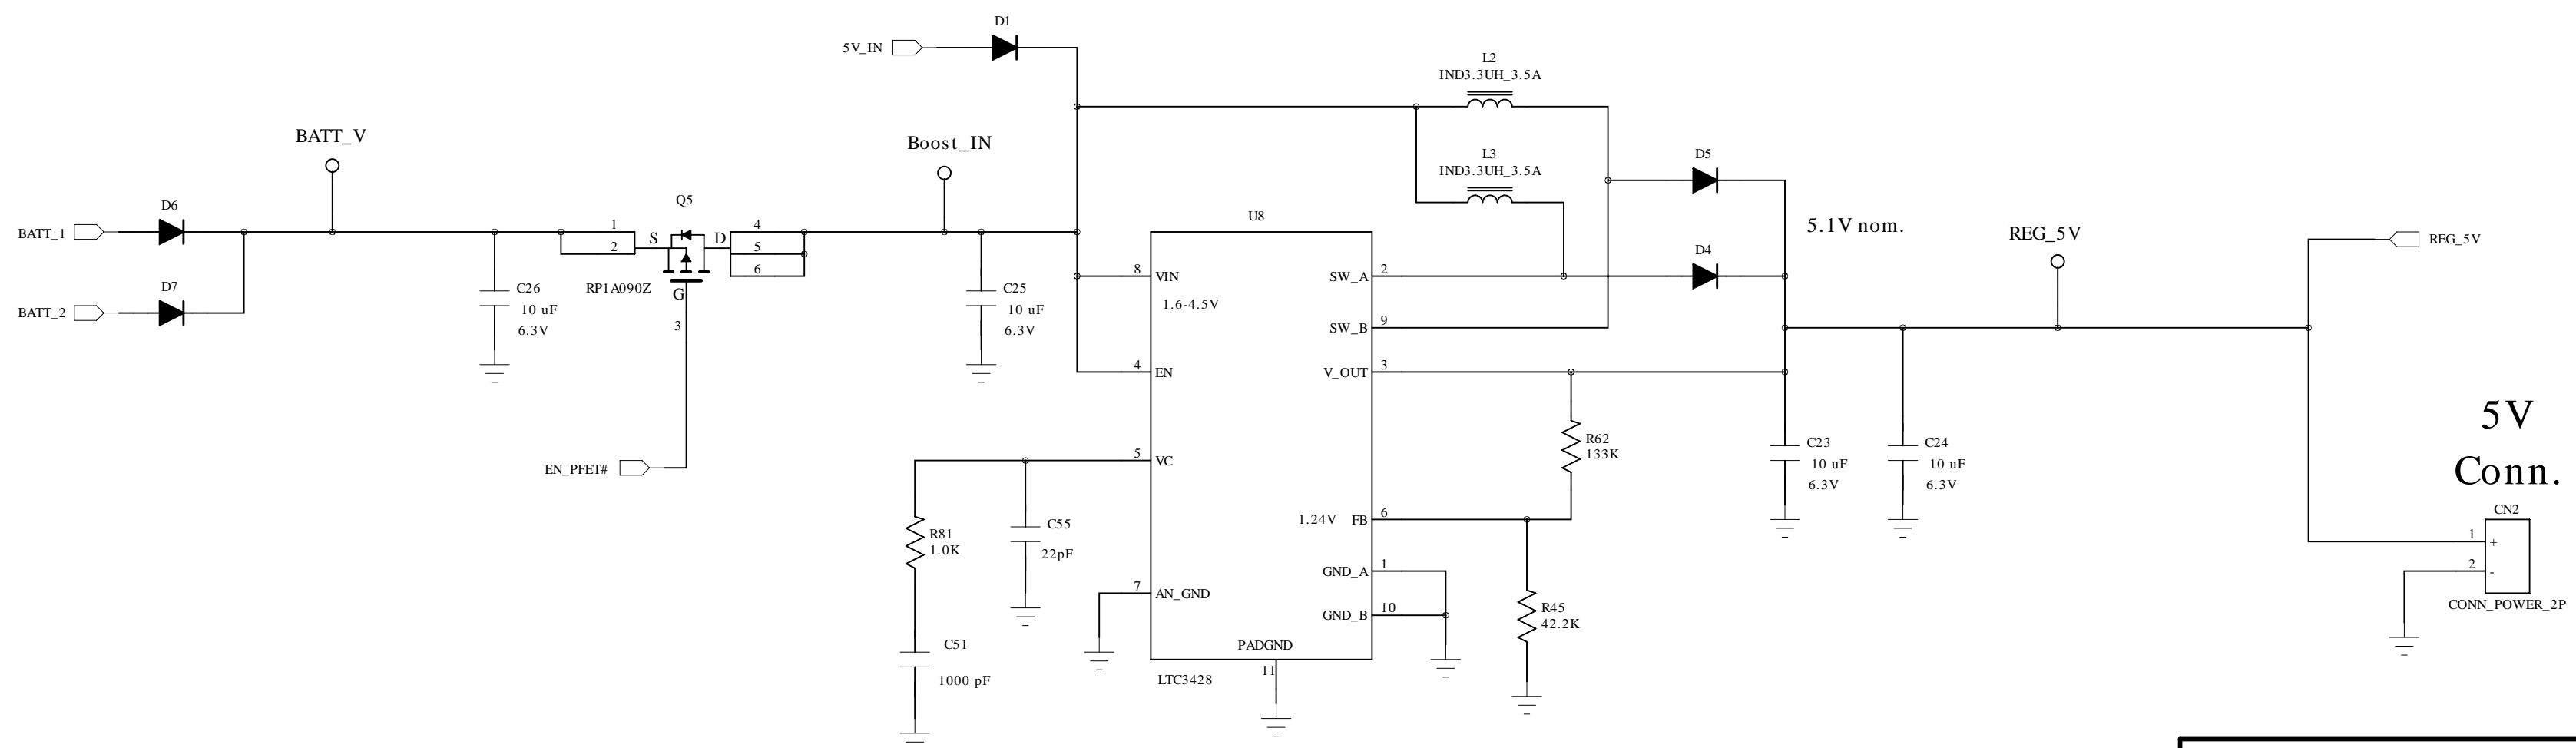 D1
5V_IN
L2
IND3.3UH_3.5A
BATT_V
Boost_IN
L3
IND3.3UH_3.5A
D5
D6
Q5
U8
5.1V nom.
REG_5V
BATT_1
1
2
S
D
4
5
6
REG_5V
D4
D7
BATT_2
C26
10 uF
6.3V
RP1A090Z
G
3
C25
10 uF
6.3V
8
VIN
1.6-4.5V
SW_A
2
SW_B
9
4
EN
V_OUT
3
5V
Conn.
EN_PFET#
5
VC
R62
133K
C23
10 uF
6.3V
C24
10 uF
6.3V
R81
1.0K
C55
22pF
1.24V
FB
6
CN2
1
+
2
-
CONN_POWER_2P
7
AN_GND
GND_A
1
GND_B
10
R45
42.2K
C51
1000 pF
PADGND
11
LTC3428